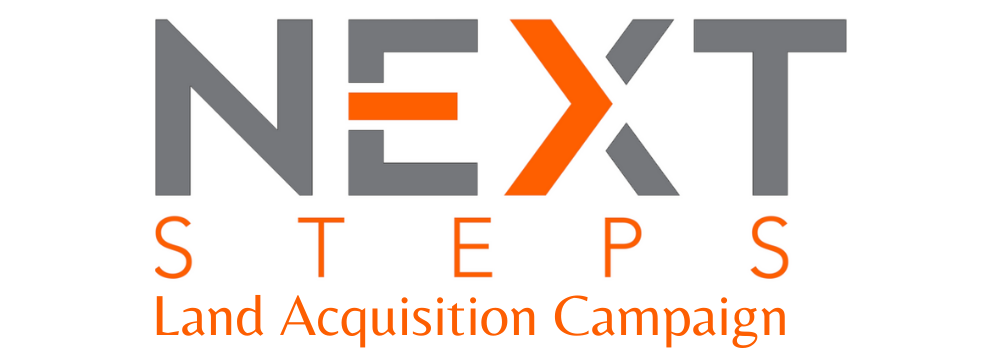 NEXT
STEPS
Land Acquisition Campaign